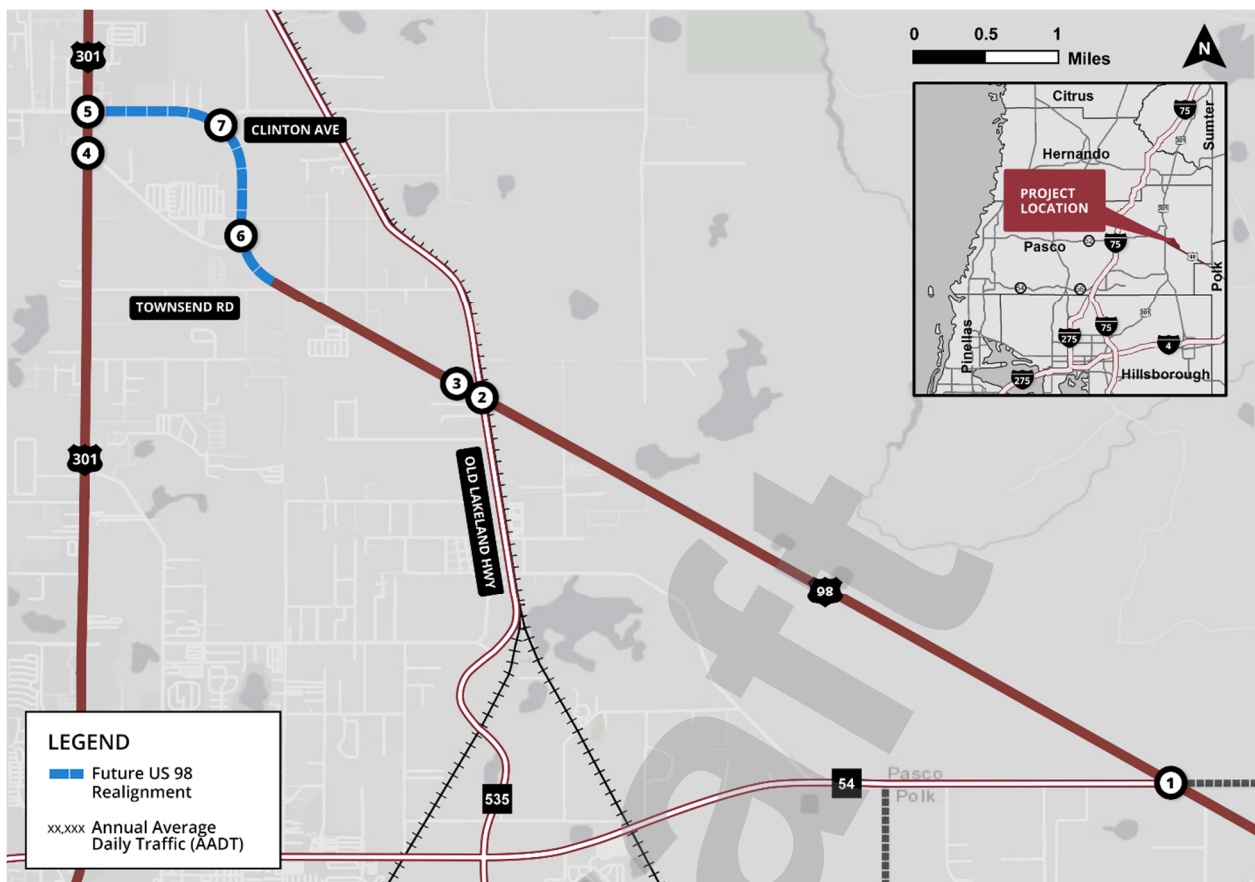 301
5
7
CLINTON AVE
4
6
TOWNSEND RD
3
2
301
OLD LAKELAND HWY
98
535
54
Pasco
Polk
1
0 0.5 1
Miles
N
Citrus
75
Sumter
Hernando
PROJECT
LOCATION
Pasco
75
Polk
Pinellas
275
75
4
275
Hillsborough
LEGEND
Future US 98
Realignment
xx,xxx Annual Average
Daily Traffic (AADT)
aft